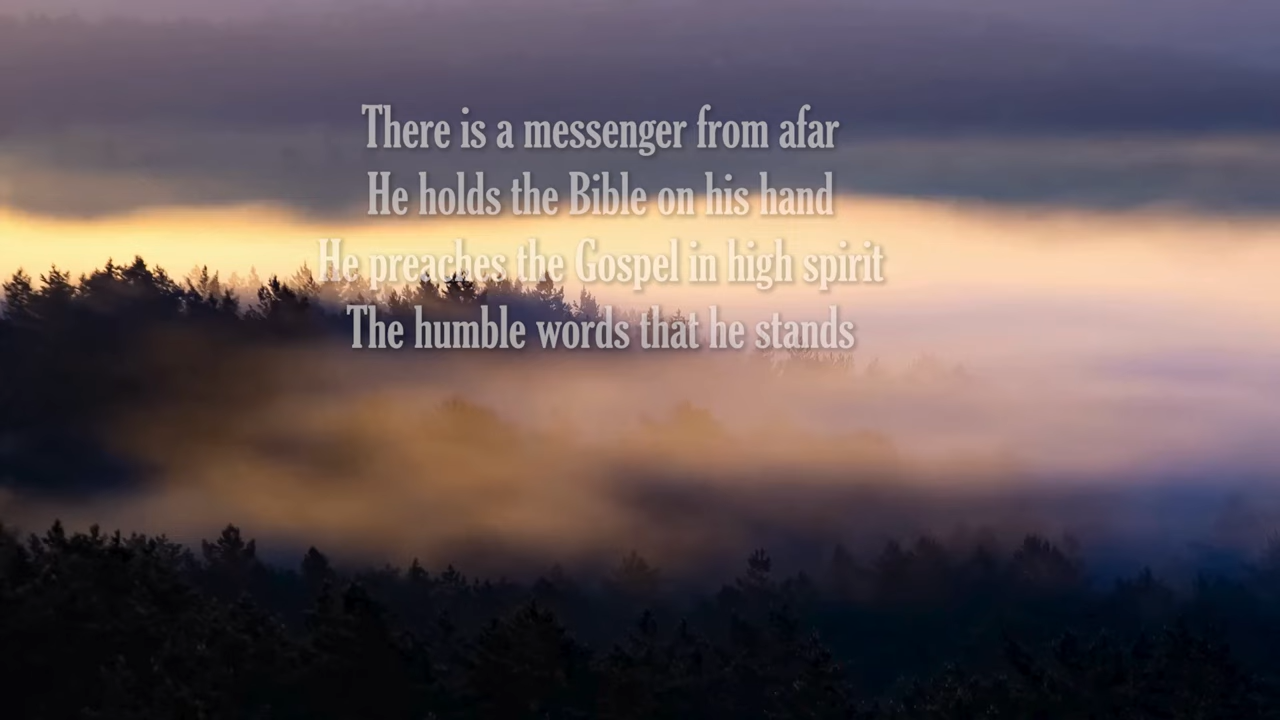 There is a messenger from afar
He holds the Bible on his hand
He preaches the Gospel in high spirit
The humble words that he stands